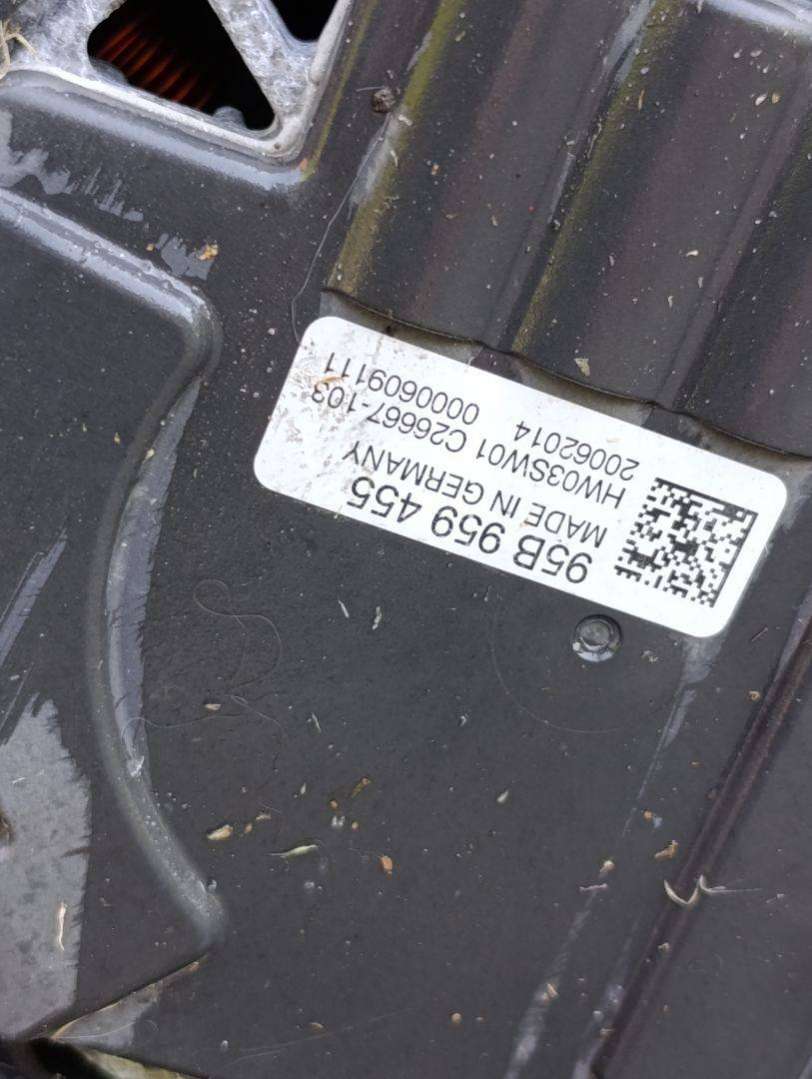 95B 959 455
MADE IN GERMANY
HW03SW01 C26667-103
20062014 0000609111